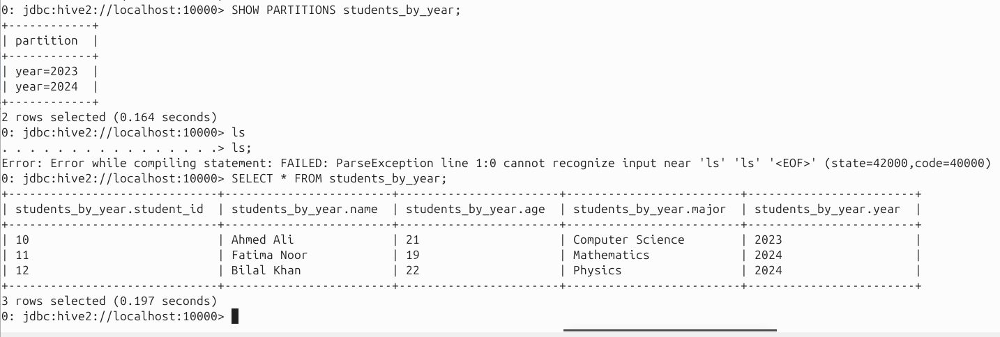 0: jdbc:hive2://localhost:10000> SHOW PARTITIONS students_by_year;
+------------+
| partition  |
+------------+
| year=2023  |
| year=2024  |
+------------+
2 rows selected (0.164 seconds)
0: jdbc:hive2://localhost:10000> ls
. . . . . . . . . . . . . . . .> ls;
Error: Error while compiling statement: FAILED: ParseException line 1:0 cannot recognize input near 'ls' 'ls' '<EOF>' (state=42000,code=40000)
0: jdbc:hive2://localhost:10000> SELECT * FROM students_by_year;
+------------------------------+------------------------+-----------------------+-------------------------+------------------------+
| students_by_year.student_id  | students_by_year.name  | students_by_year.age  | students_by_year.major  | students_by_year.year  |
+------------------------------+------------------------+-----------------------+-------------------------+------------------------+
| 10                           | Ahmed Ali              | 21                    | Computer Science        | 2023                   |
| 11                           | Fatima Noor            | 19                    | Mathematics             | 2024                   |
| 12                           | Bilal Khan             | 22                    | Physics                 | 2024                   |
+------------------------------+------------------------+-----------------------+-------------------------+------------------------+
3 rows selected (0.197 seconds)
0: jdbc:hive2://localhost:10000>